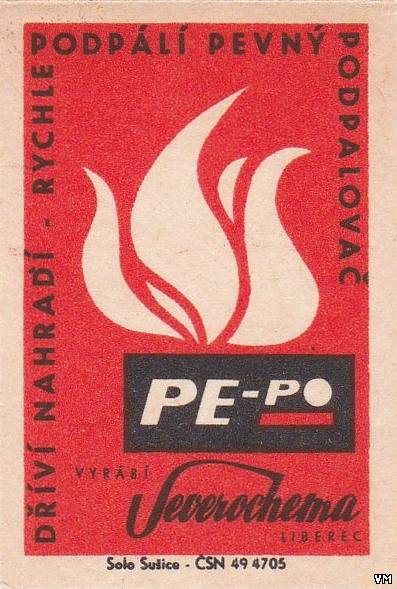 DŘÍVÍ NAHRADÍ - RYCHLE
PODPÁLÍ PEVNÝ
PODPALOVAČ
PE-PO
VYRÁBÍ
Severochema
LIBEREC
Solo Sušice - ČSN 49 4705
VM